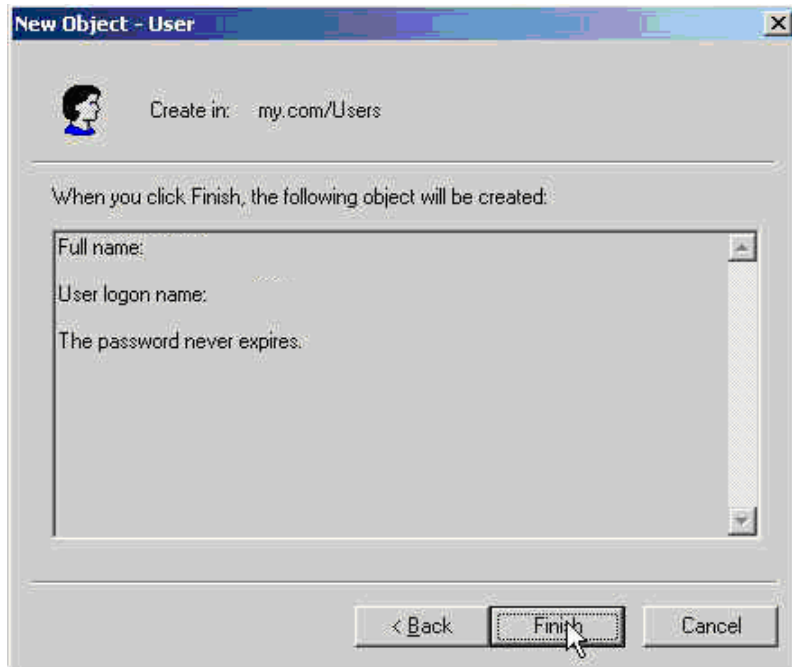 New Object - User
Create in: my.com/Users
When you click Finish, the following object will be created:
Full name:
User logon name:
The password never expires.
< Back Finish Cancel